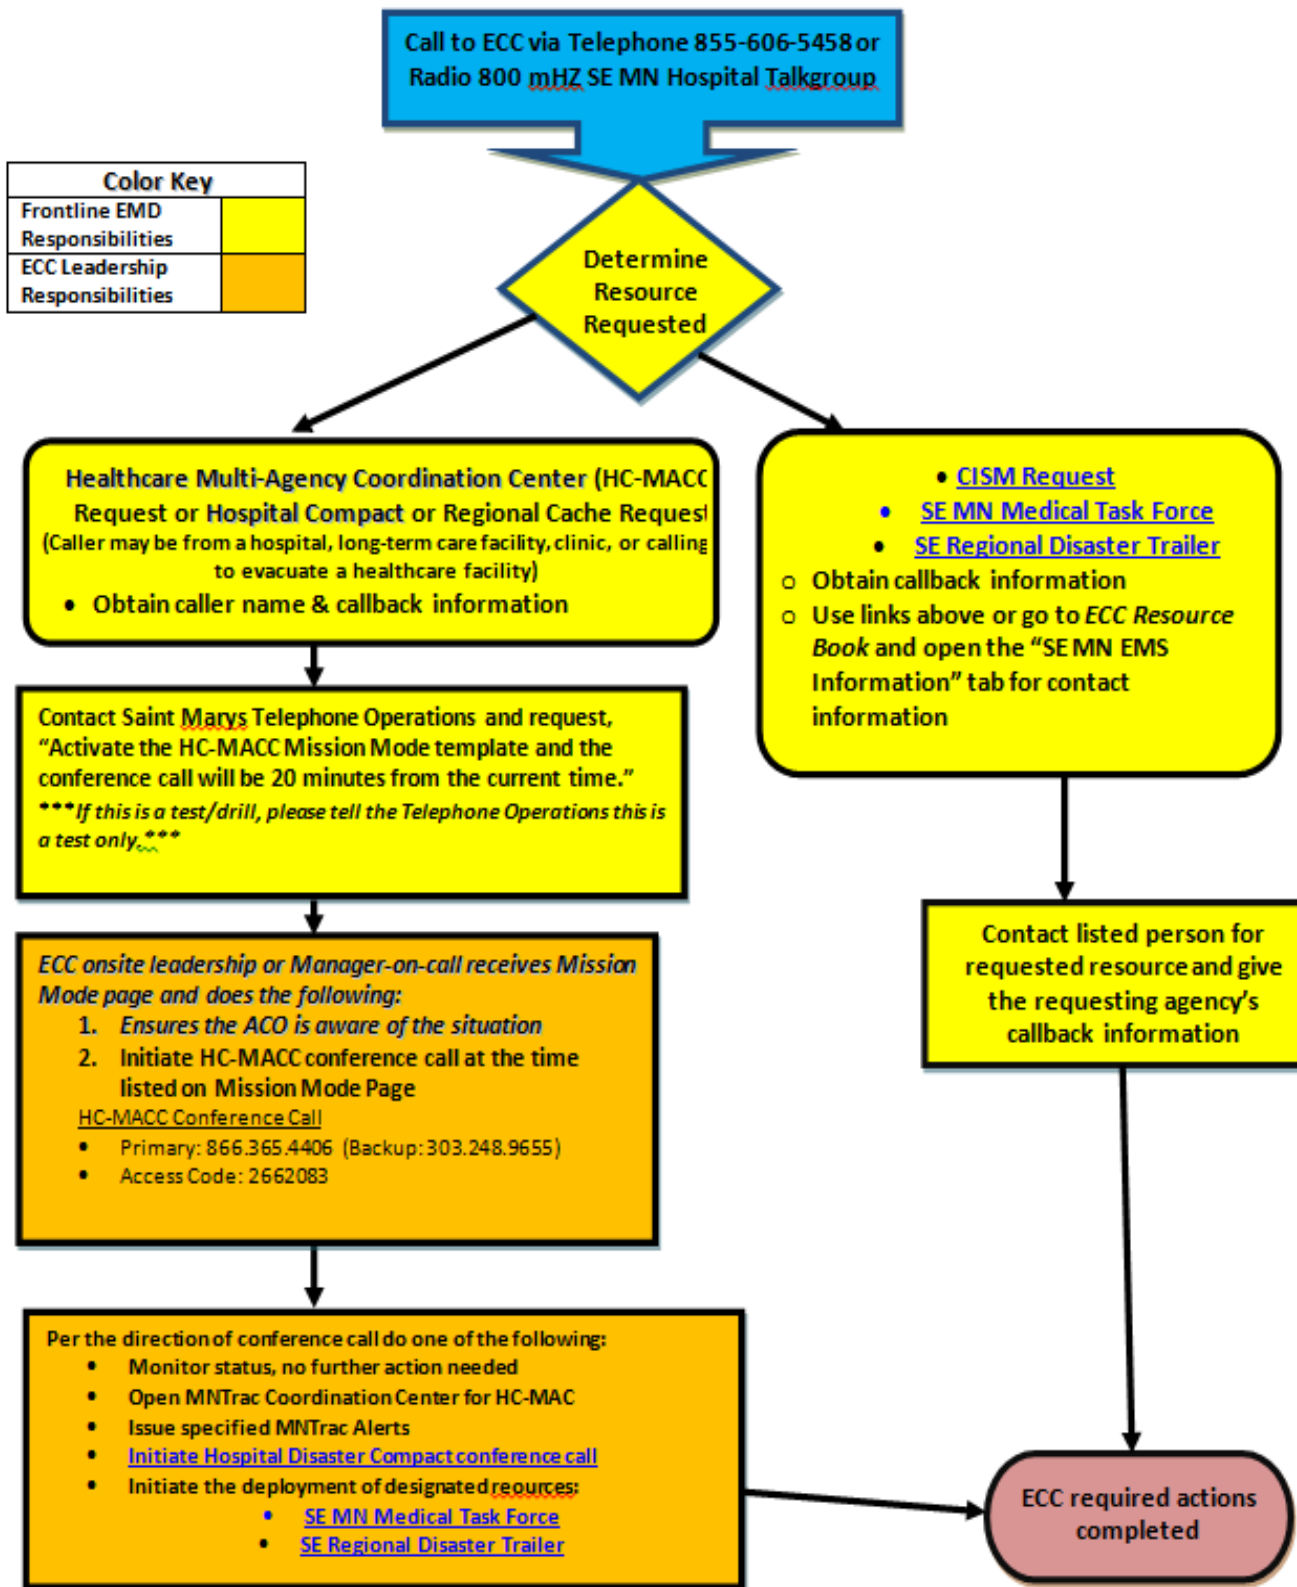 Call to ECC via Telephone 855-606-5458 or
Radio 800 mHZ SE MN Hospital Talkgroup
Color Key
Frontline EMD
Responsibilities
ECC Leadership
Responsibilities
Determine
Resource
Requested
Healthcare Multi-Agency Coordination Center (HC-MACC
Request or Hospital Compact or Regional Cache Request
(Caller may be from a hospital, long-term care facility, clinic, or calling
to evacuate a healthcare facility)
• Obtain caller name & callback information
• CISM Request
• SE MN Medical Task Force
• SE Regional Disaster Trailer
o Obtain callback information
o Use links above or go to ECC Resource
Book and open the “SE MN EMS
Information” tab for contact
information
Contact Saint Marys Telephone Operations and request,
“Activate the HC-MACC Mission Mode template and the
conference call will be 20 minutes from the current time.”
***If this is a test/drill, please tell the Telephone Operations this is
a test only.***
Contact listed person for
requested resource and give
the requesting agency’s
callback information
ECC onsite leadership or Manager-on-call receives Mission
Mode page and does the following:
1. Ensures the ACO is aware of the situation
2. Initiate HC-MACC conference call at the time
listed on Mission Mode Page
HC-MACC Conference Call
• Primary: 866.365.4406 (Backup: 303.248.9655)
• Access Code: 2662083
Per the direction of conference call do one of the following:
• Monitor status, no further action needed
• Open MNTrac Coordination Center for HC-MAC
• Issue specified MNTrac Alerts
• Initiate Hospital Disaster Compact conference call
• Initiate the deployment of designated reources:
• SE MN Medical Task Force
• SE Regional Disaster Trailer
ECC required actions
completed